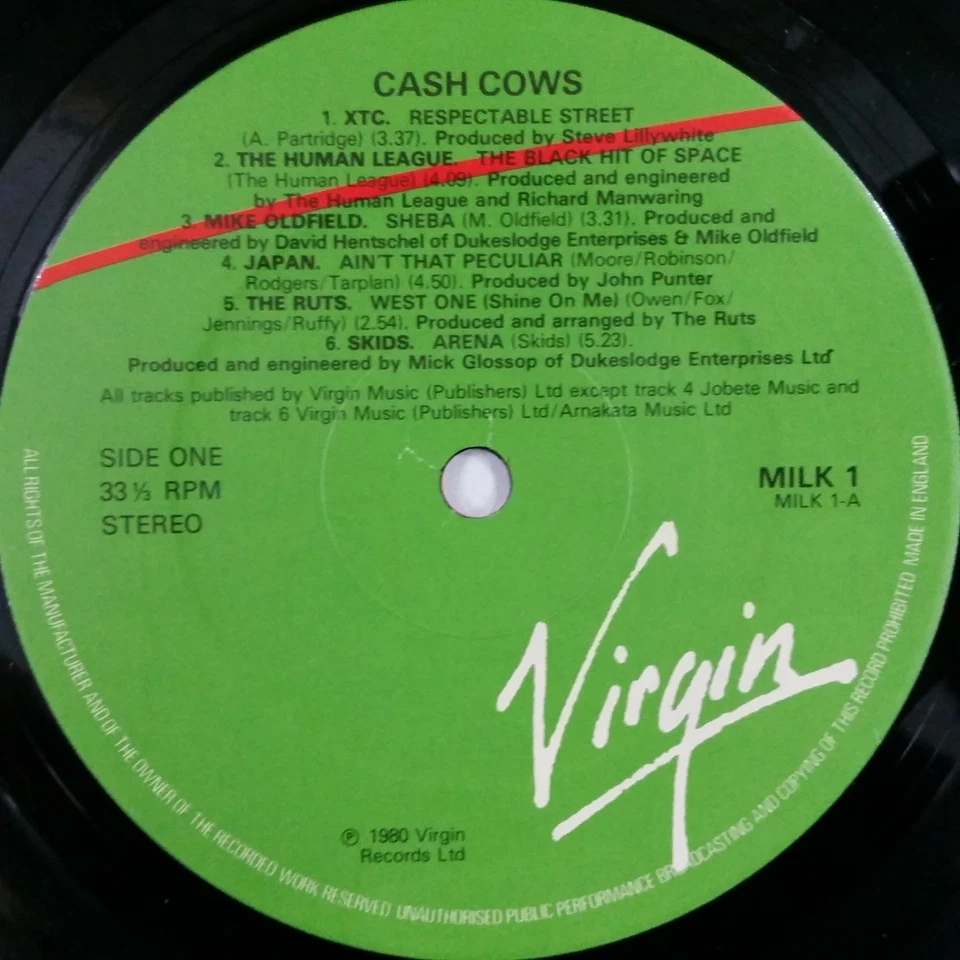 CASH COWS
1. XTC. RESPECTABLE STREET
(A. Partridge) (3.37). Produced by Steve Lillywhite
2. THE HUMAN LEAGUE. THE BLACK HIT OF SPACE
(The Human League) (4.09). Produced and engineered
by The Human League and Richard Manwaring
3. MIKE OLDFIELD. SHEBA (M. Oldfield) (3.31). Produced and
engineered by David Hentschel of Dukeslodge Enterprises & Mike Oldfield
4. JAPAN. AIN'T THAT PECULIAR (Moore/Robinson/
Rodgers/Tarplan) (4.50). Produced by John Punter
5. THE RUTS. WEST ONE (Shine On Me) (Owen/Fox/
Jennings/Ruffy) (2.54). Produced and arranged by The Ruts
6. SKIDS. ARENA (Skids) (5.23).
Produced and engineered by Mick Glossop of Dukeslodge Enterprises Ltd
All tracks published by Virgin Music (Publishers) Ltd except track 4 Jobete Music and
track 6 Virgin Music (Publishers) Ltd/Arnakata Music Ltd
SIDE ONE
33⅓ RPM
STEREO
MILK 1
MILK 1-A
Virgin
℗ 1980 Virgin
Records Ltd
ALL RIGHTS OF THE MANUFACTURER AND OF THE OWNER OF THE RECORDED WORK RESERVED UNAUTHORISED PUBLIC PERFORMANCE BROADCASTING AND COPYING OF THIS RECORD PROHIBITED MADE IN ENGLAND